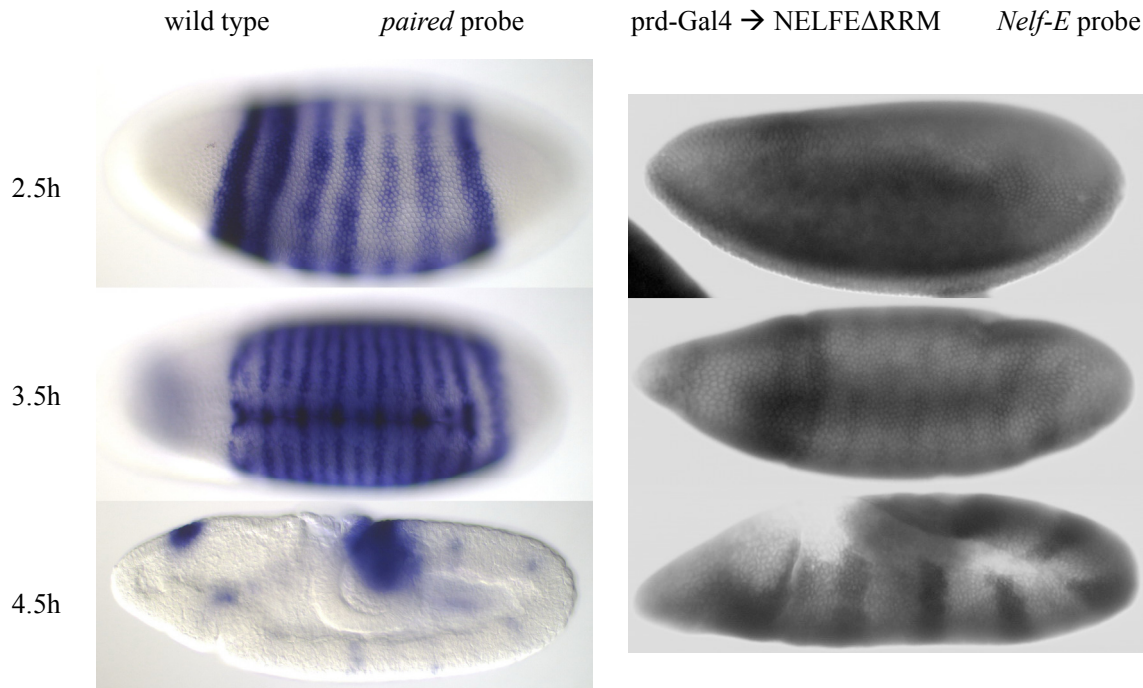 wild type paired probe prd-Gal4 → NELFEΔRRM Nelf-E probe
2.5h
3.5h
4.5h